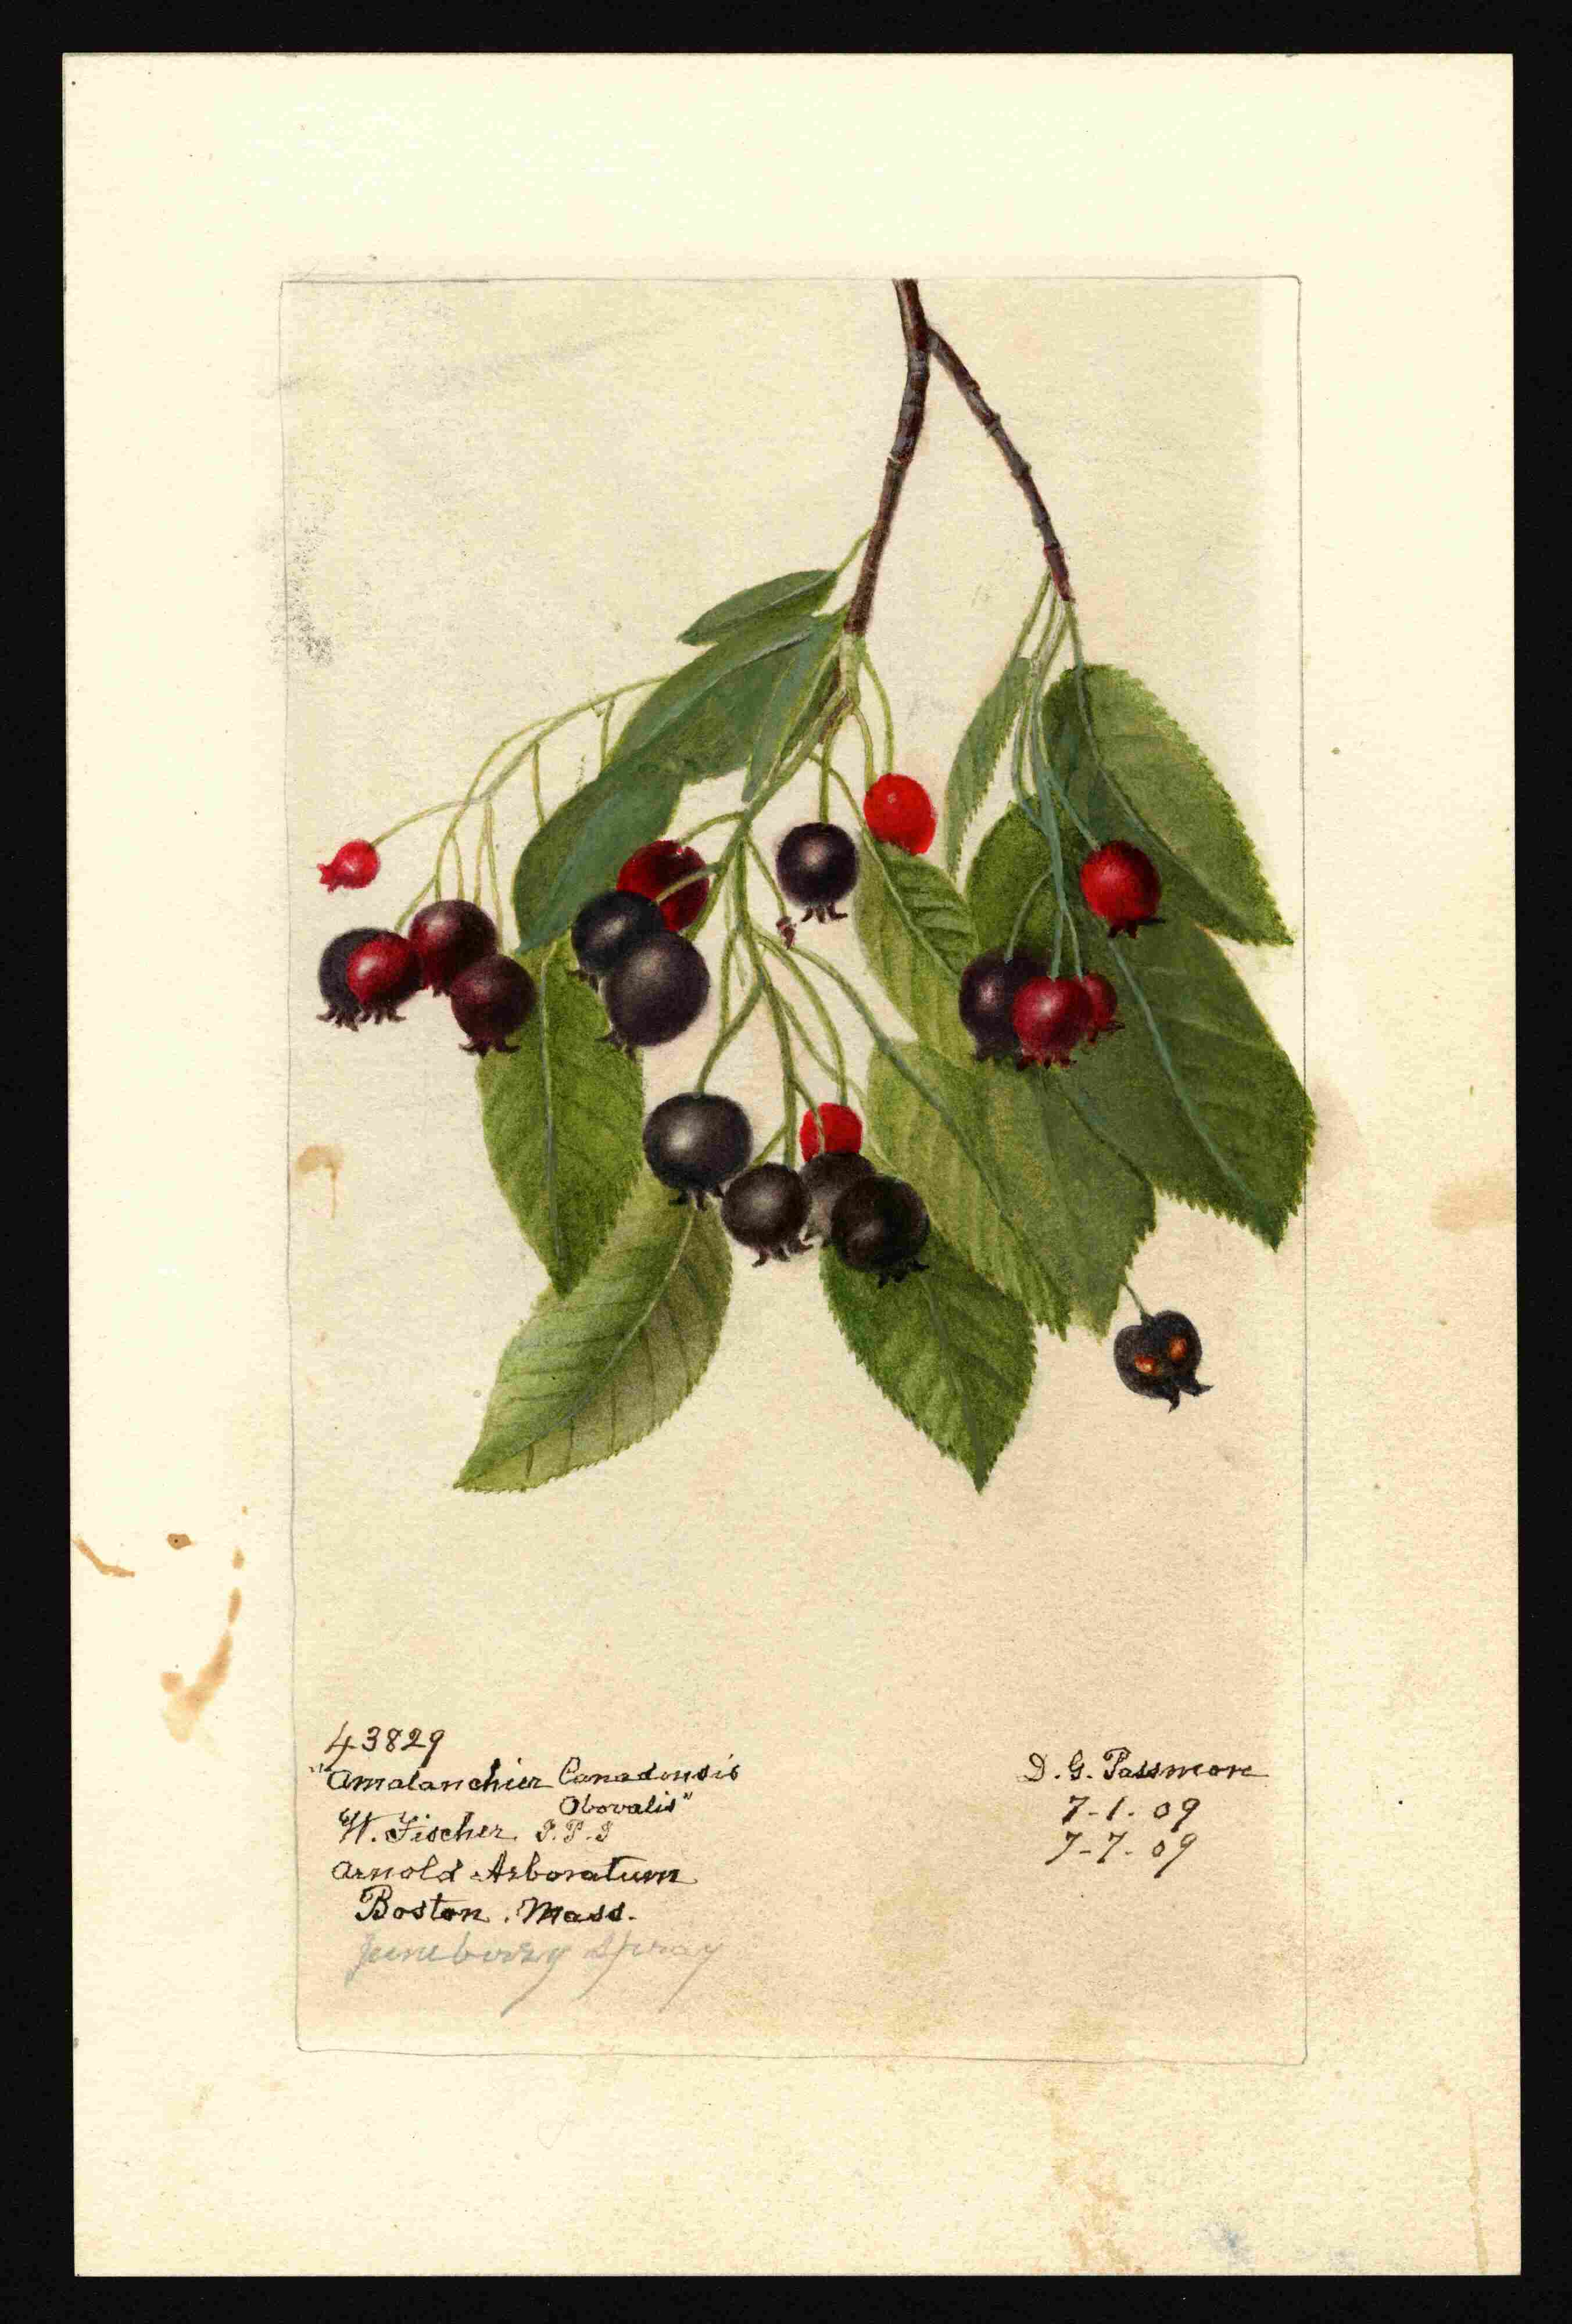 43829
"Amalanchier Canadensis
Obovalis"
W. Fischer
Arnold Arboratum
Boston, Mass.
Juneberry Spray
D. G. Passmore
7-1-09
7-7-09